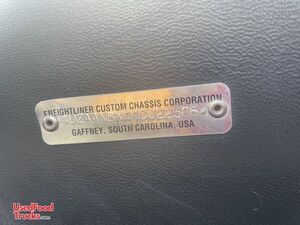 FREIGHTLINER CUSTOM CHASSIS CORPORATION
GAFFNEY, SOUTH CAROLINA, USA
UsedFood
Trucks.com